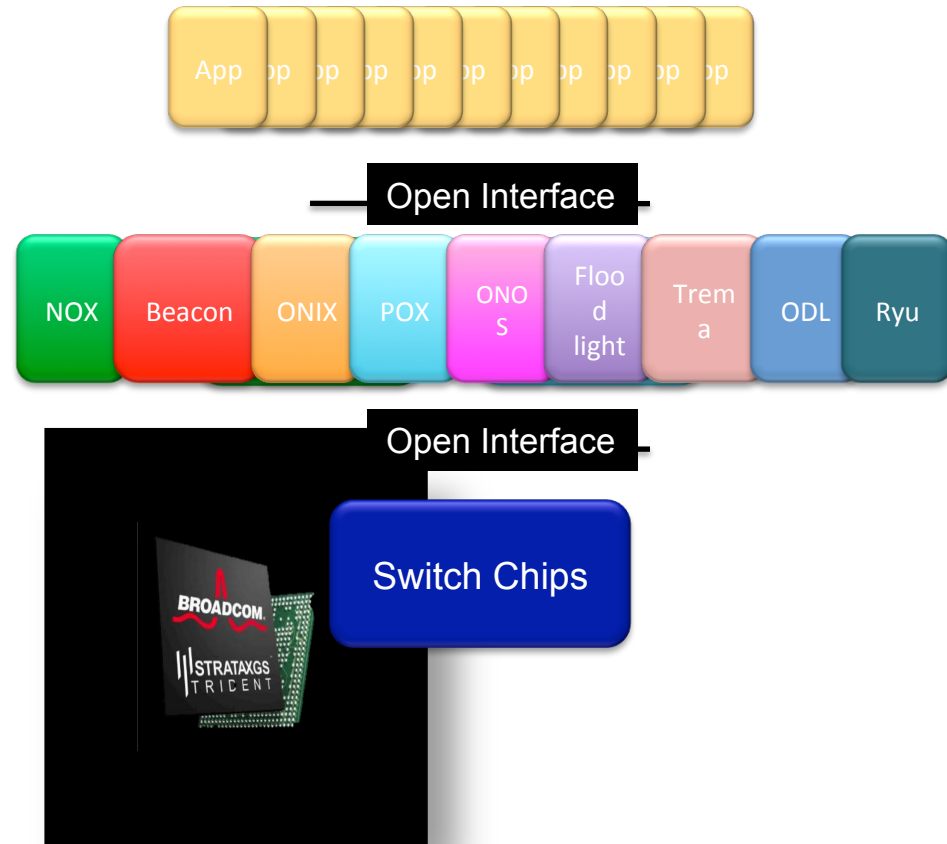 App pp pp pp pp pp pp pp pp pp pp
Open Interface
NOX
Beacon
ONIX
POX
ONO
S
Floo
d
light
Trem
a
ODL
Ryu
Open Interface
Switch Chips
BROADCOM.
STRATAXGS
TRIDENT